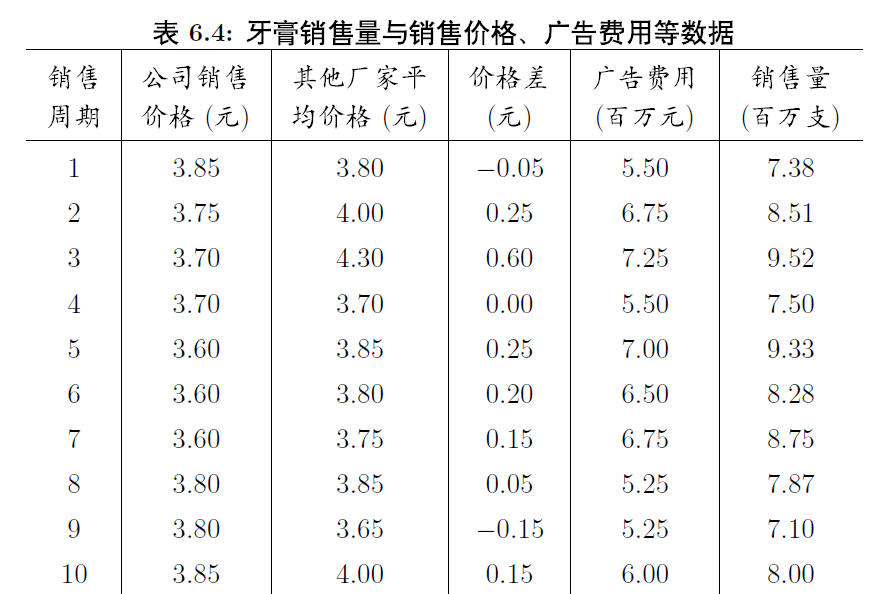 表 6.4: 牙膏销售量与销售价格、广告费用等数据
销售周期 公司销售价格 (元) 其他厂家平均价格 (元) 价格差 (元) 广告费用 (百万元) 销售量 (百万支)
1 3.85 3.80 −0.05 5.50 7.38
2 3.75 4.00 0.25 6.75 8.51
3 3.70 4.30 0.60 7.25 9.52
4 3.70 3.70 0.00 5.50 7.50
5 3.60 3.85 0.25 7.00 9.33
6 3.60 3.80 0.20 6.50 8.28
7 3.60 3.75 0.15 6.75 8.75
8 3.80 3.85 0.05 5.25 7.87
9 3.80 3.65 −0.15 5.25 7.10
10 3.85 4.00 0.15 6.00 8.00